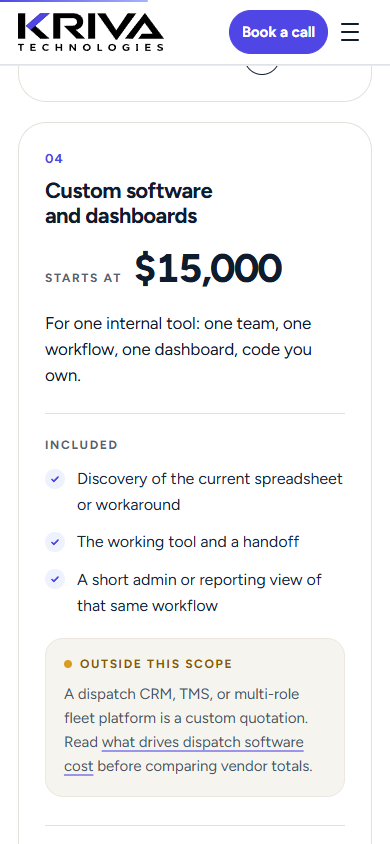 KRIVA
TECHNOLOGIES
Book a call
04
Custom software
and dashboards
STARTS AT $15,000
For one internal tool: one team, one
workflow, one dashboard, code you
own.
INCLUDED
Discovery of the current spreadsheet
or workaround
The working tool and a handoff
A short admin or reporting view of
that same workflow
OUTSIDE THIS SCOPE
A dispatch CRM, TMS, or multi-role
fleet platform is a custom quotation.
Read what drives dispatch software
cost before comparing vendor totals.